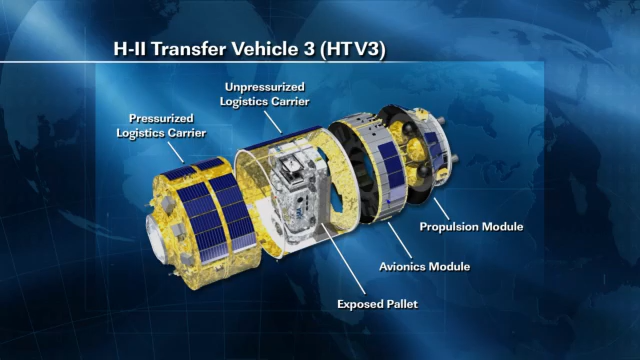 H-II Transfer Vehicle 3 (HTV3)
Unpressurized
Logistics Carrier
Pressurized
Logistics Carrier
Propulsion Module
Avionics Module
Exposed Pallet